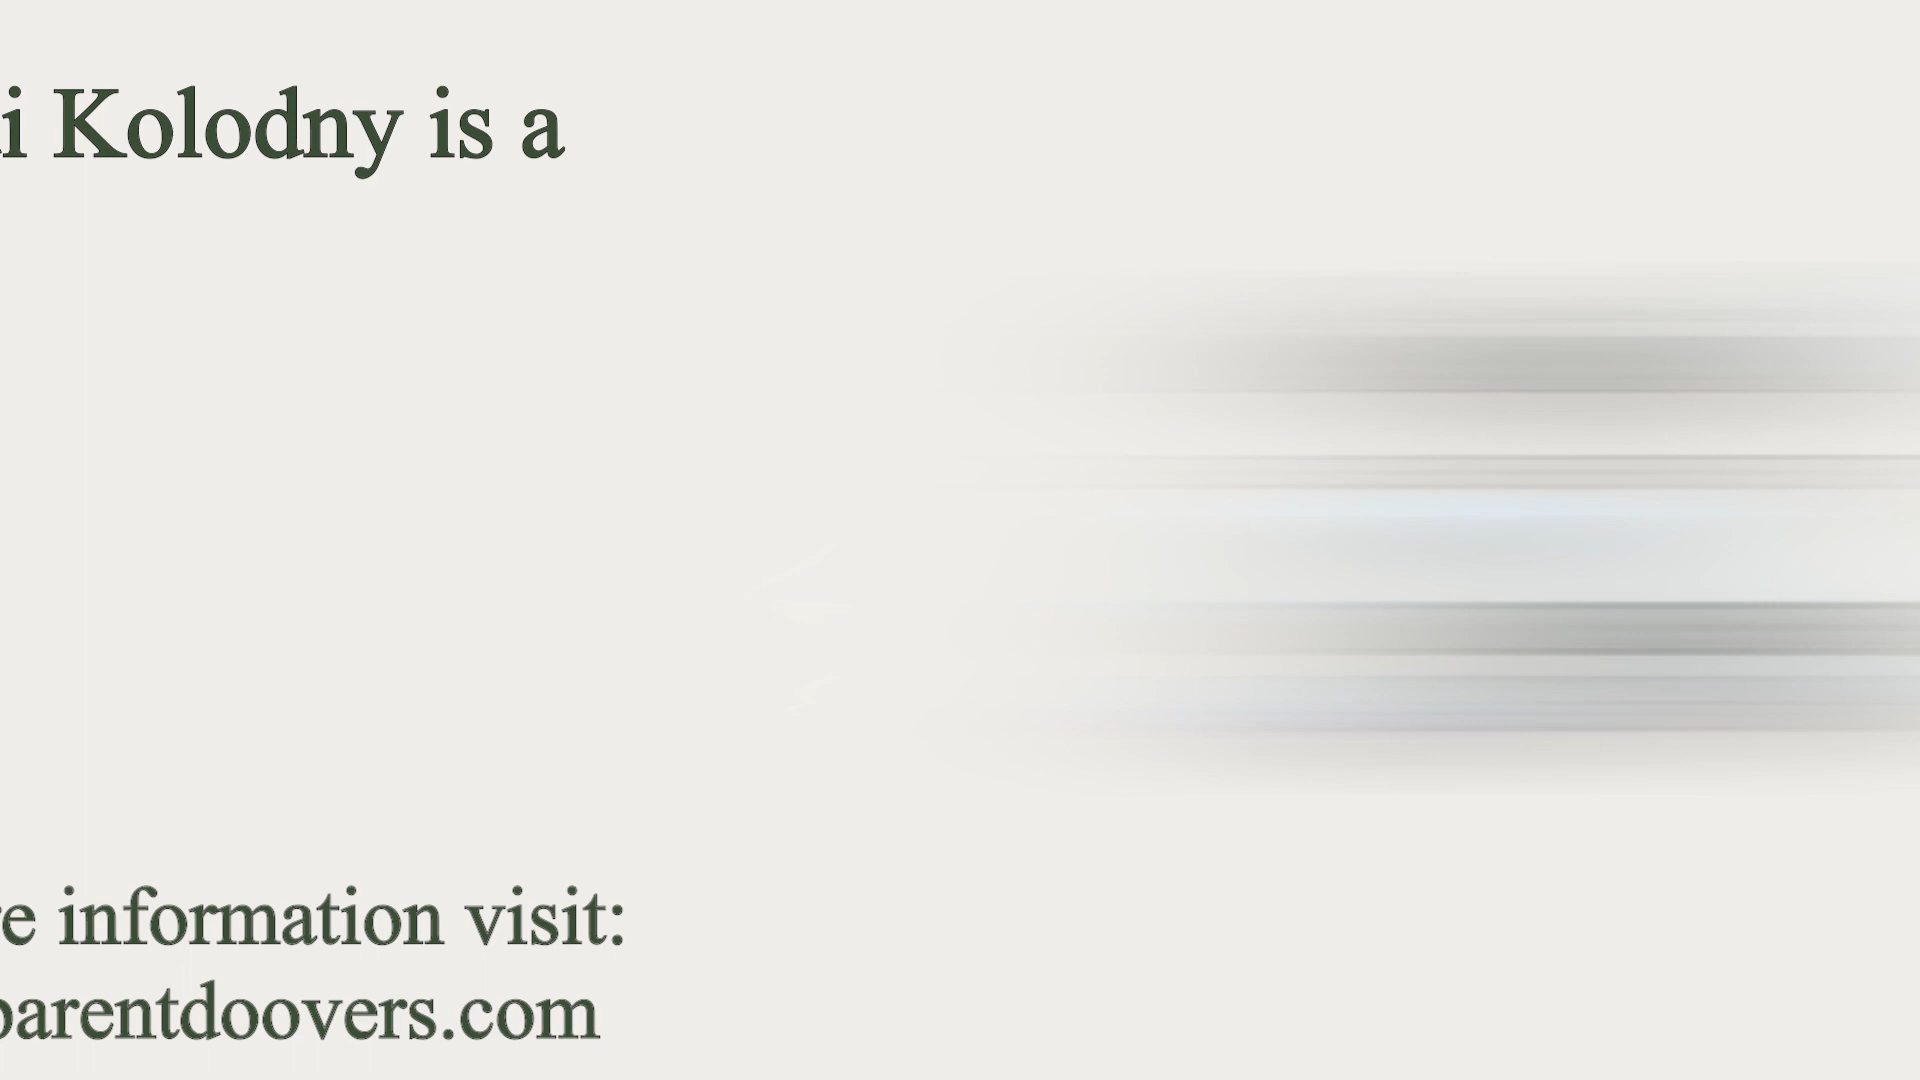 i Kolodny is a
e information visit:
parentdoovers.com